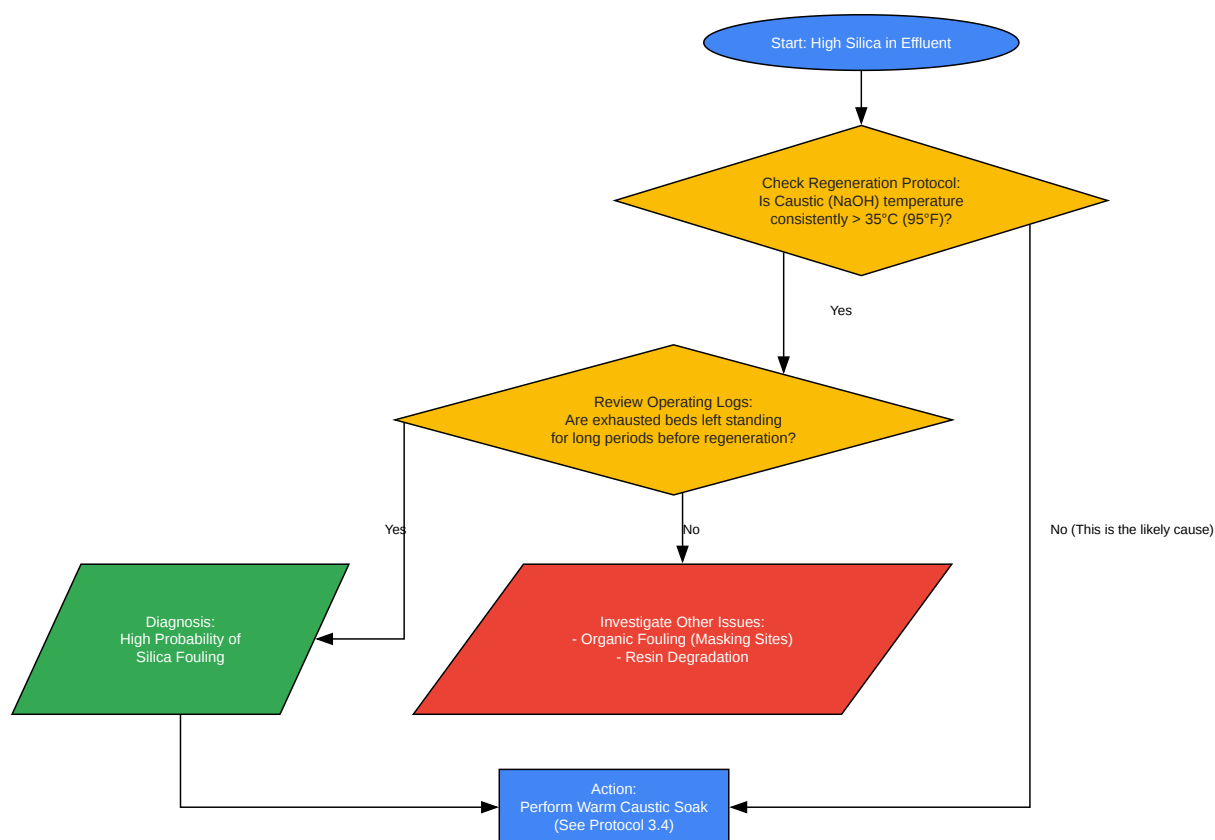 Start: High Silica in Effluent
Check Regeneration Protocol:
Is Caustic (NaOH) temperature
consistently > 35°C (95°F)?
Yes
Review Operating Logs:
Are exhausted beds left standing
for long periods before regeneration?
Yes
No
No (This is the likely cause)
Diagnosis:
High Probability of
Silica Fouling
Investigate Other Issues:
- Organic Fouling (Masking Sites)
- Resin Degradation
Action:
Perform Warm Caustic Soak
(See Protocol 3.4)